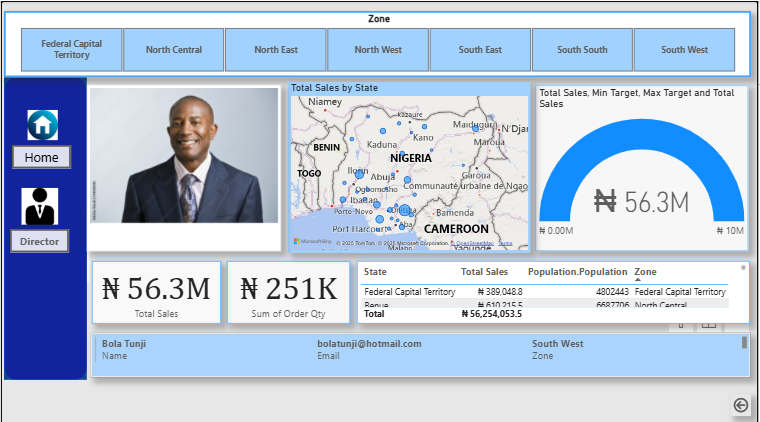 Zone
Federal Capital
Territory
North Central
North East
North West
South East
South South
South West
Home
Director
Total Sales by State
Niamey
Kazaure
Maiduguri
N'Djar
Kano
Kaduna
Maroua
BENIN
NIGERIA
Ilorin
Abuja
Garoua
TOGO
Ogbomosho
Communauté urbaine de Ngao
Ibadan
Porto-Novo
Onitsha
Bamenda
Port Harcourt
Aba
CAMEROON
Malabo
Yaoundé
Microsoft Bing
© 2025 TomTom, © 2025 Microsoft Corporation, © OpenStreetMap Terms
Total Sales, Min Target, Max Target and Total
Sales
₦ 56.3M
₦ 0.00M
₦ 10M
₦ 56.3M
Total Sales
₦ 251K
Sum of Order Qty
State Total Sales Population.Population Zone
Federal Capital Territory ₦ 389,048.8 4802443 Federal Capital Territory
Benue ₦ 610,215.5 6687706 North Central
Total ₦ 56,254,053.5
Bola Tunji bolatunji@hotmail.com South West
Name Email Zone